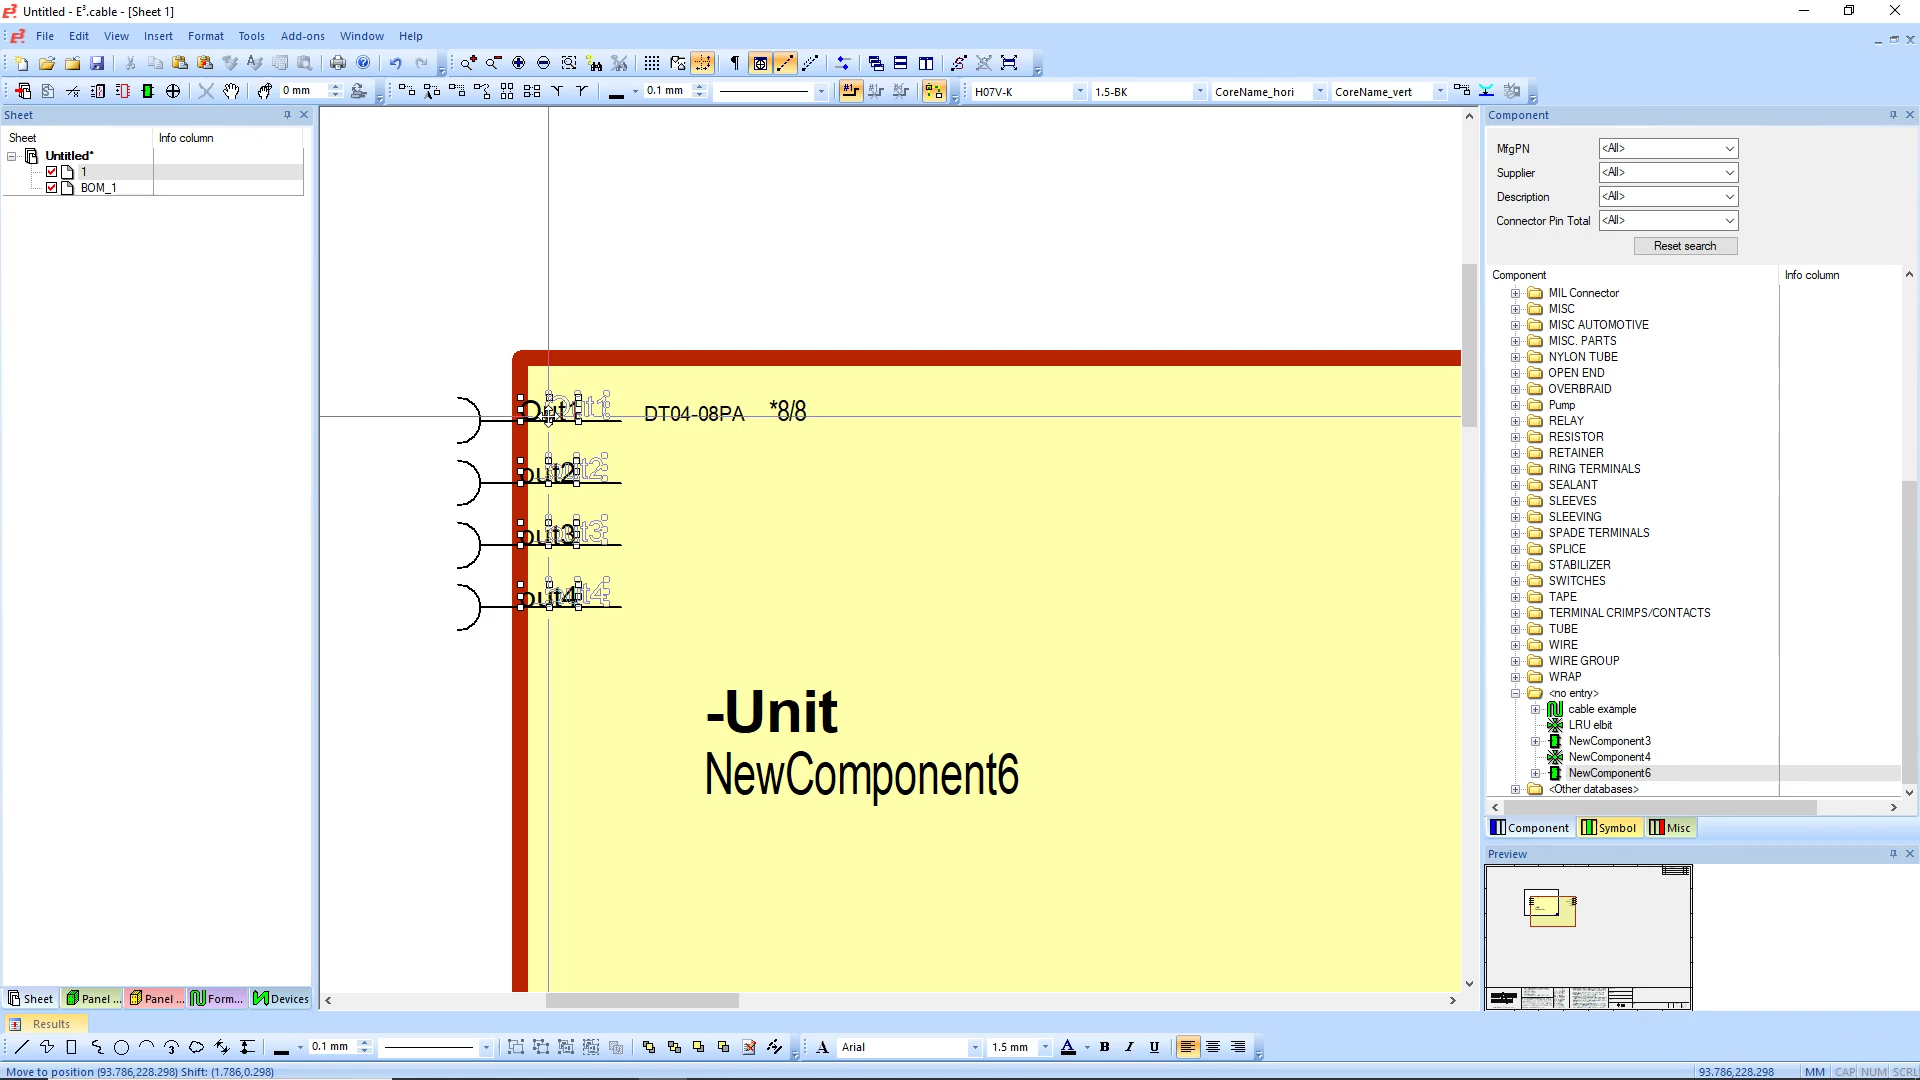 Untitled - E³.cable - [Sheet 1]
File Edit View Insert Format Tools Add-ons Window Help
0 mm
0.1 mm
H07V-K
1.5-BK
CoreName_hori
CoreName_vert
Sheet
Sheet Info column
Untitled*
1
BOM_1
Out1
DT04-08PA *8/8
out2
out3
out4
-Unit
NewComponent6
Component
MfgPN <All>
Supplier <All>
Description <All>
Connector Pin Total <All>
Reset search
Component Info column
MIL Connector
MISC
MISC AUTOMOTIVE
MISC. PARTS
NYLON TUBE
OPEN END
OVERBRAID
Pump
RELAY
RESISTOR
RETAINER
RING TERMINALS
SEALANT
SLEEVES
SLEEVING
SPADE TERMINALS
SPLICE
STABILIZER
SWITCHES
TAPE
TERMINAL CRIMPS/CONTACTS
TUBE
WIRE
WIRE GROUP
WRAP
<no entry>
cable example
LRU elbit
NewComponent3
NewComponent4
NewComponent6
<Other databases>
Component Symbol Misc
Preview
Sheet Panel ... Panel ... Form... Devices
Results
0.1 mm
Arial
1.5 mm
A B I U
Move to position (93.786,228.298) Shift: (1.786,0.298)
93.786,228.298 MM CAP NUM SCRL